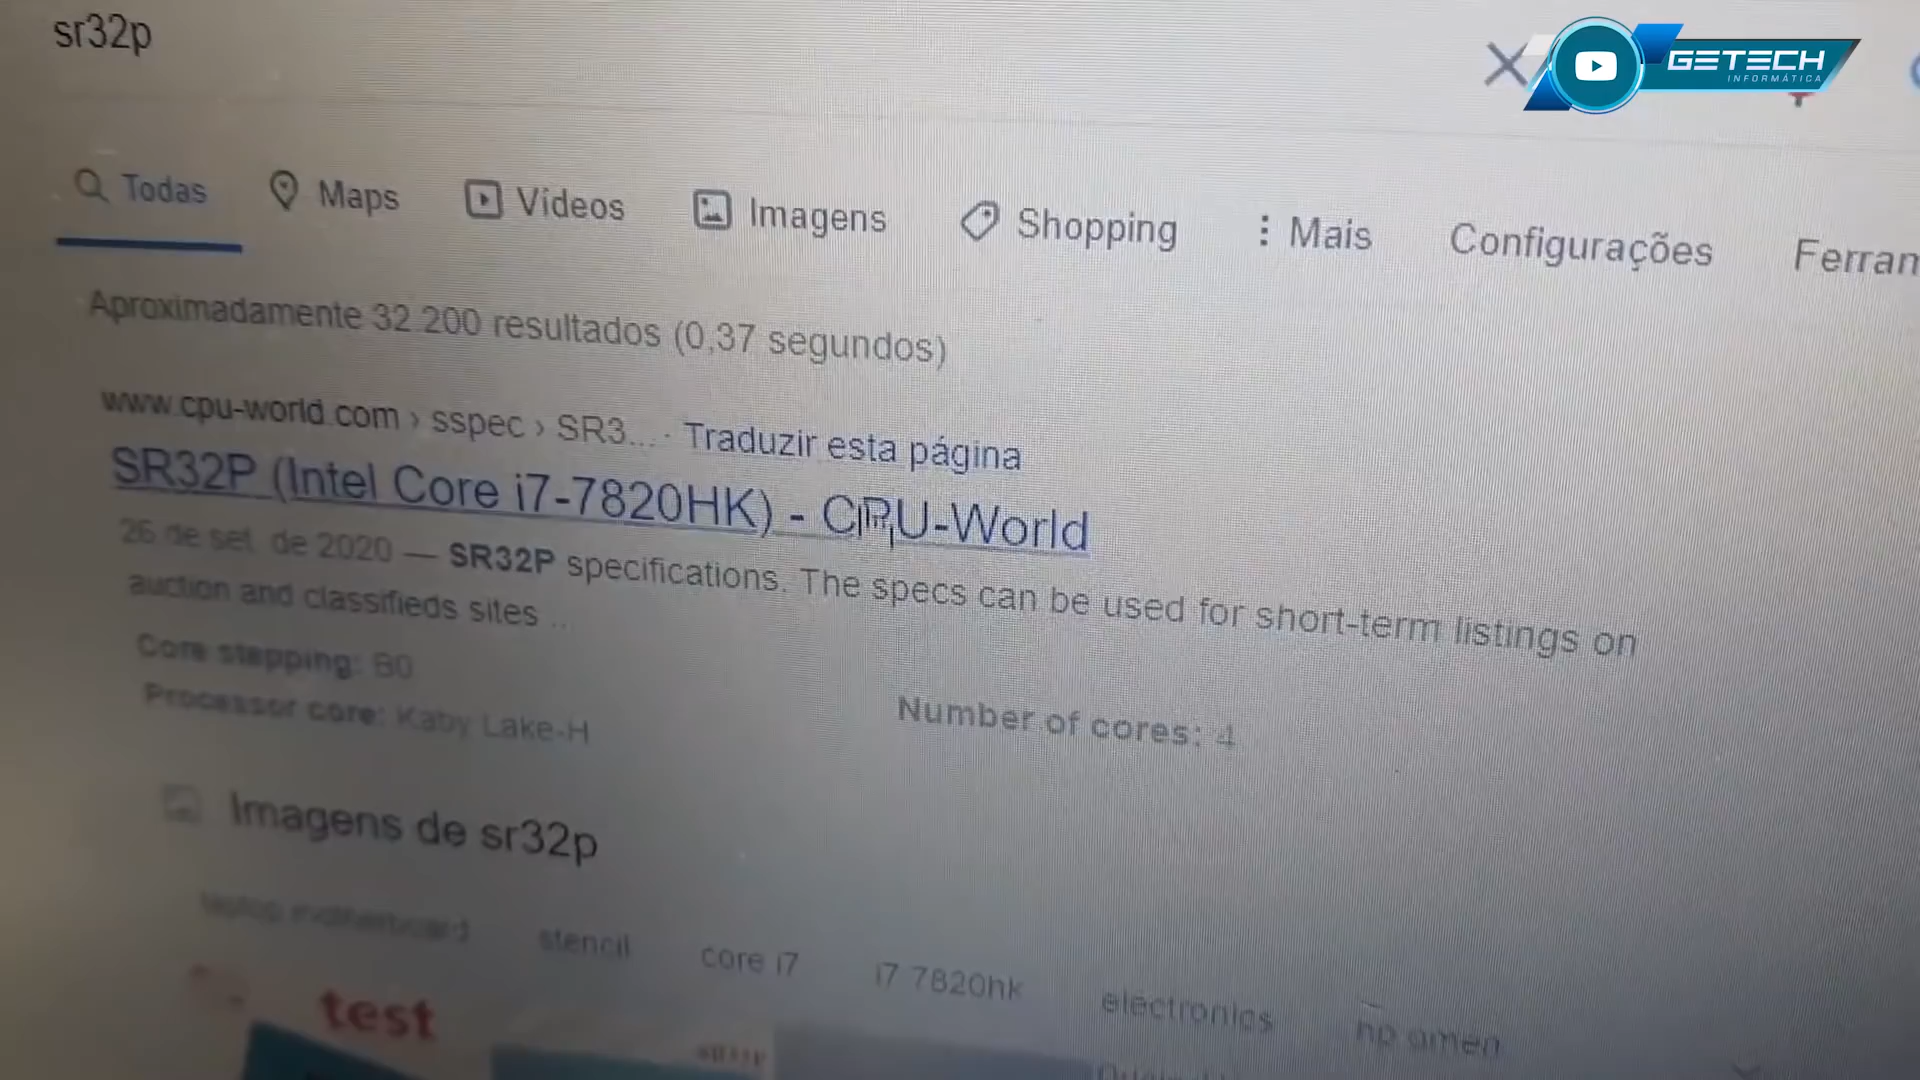 sr32p
GETECH
INFORMÁTICA
Todas Maps Vídeos Imagens Shopping Mais Configurações Ferran
Aproximadamente 32.200 resultados (0,37 segundos)
www.cpu-world.com › sspec › SR3... · Traduzir esta página
SR32P (Intel Core i7-7820HK) - CPU-World
26 de set. de 2020 — SR32P specifications. The specs can be used for short-term listings on
auction and classifieds sites ...
Core stepping: B0
Processor core: Kaby Lake-H Number of cores: 4
Imagens de sr32p
laptop motherboard stencil core i7 i7 7820hk electronics hp omen
test